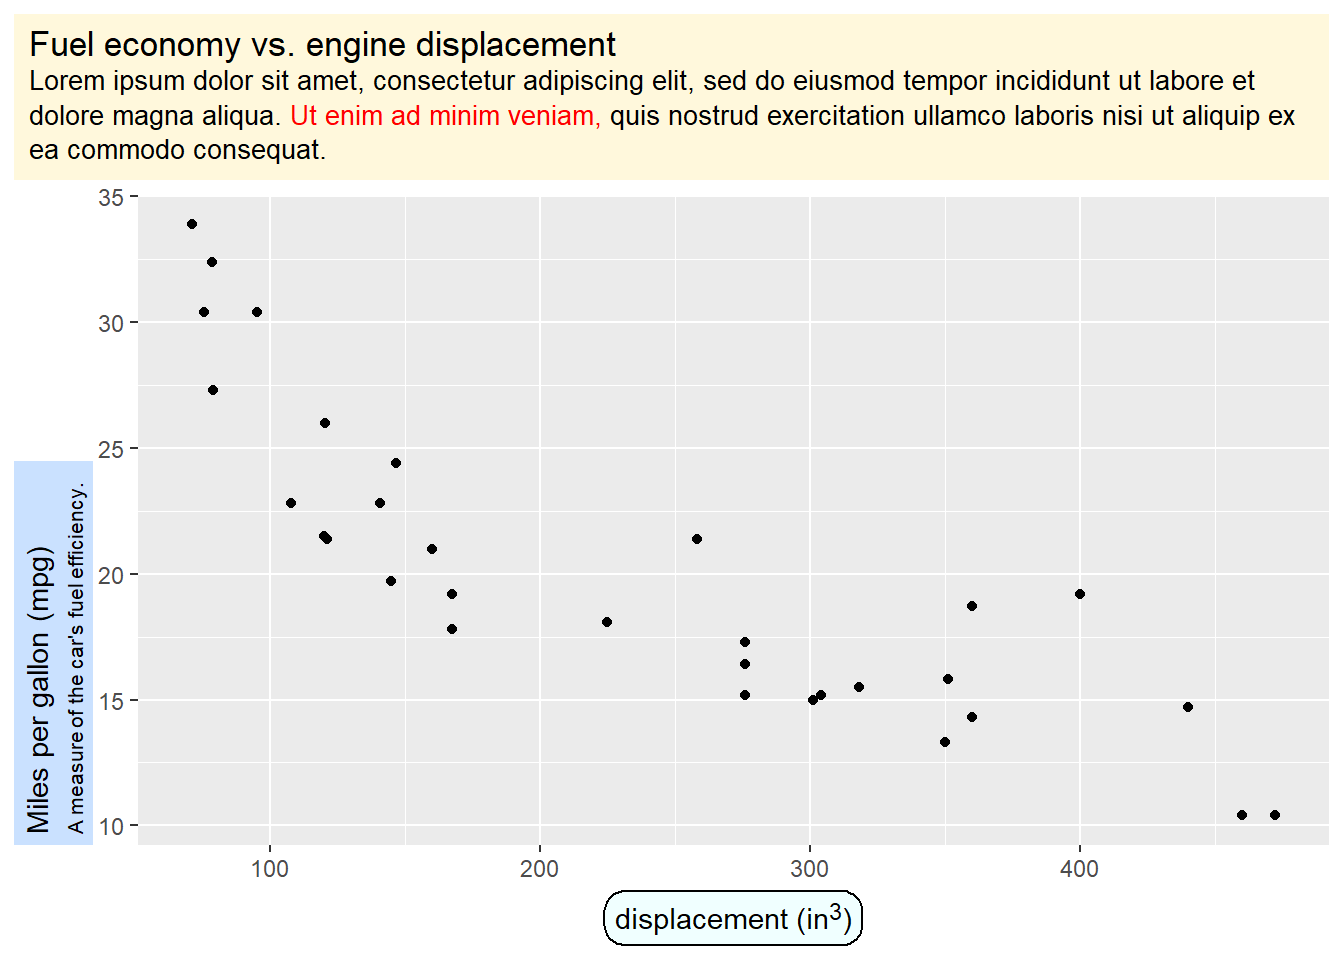 Fuel economy vs. engine displacement
Lorem ipsum dolor sit amet, consectetur adipiscing elit, sed do eiusmod tempor incididunt ut labore et
dolore magna aliqua. Ut enim ad minim veniam, quis nostrud exercitation ullamco laboris nisi ut aliquip ex
ea commodo consequat.
Miles per gallon (mpg)
A measure of the car's fuel efficiency.
35
30
25
20
15
10
100 200 300 400
displacement (in³)